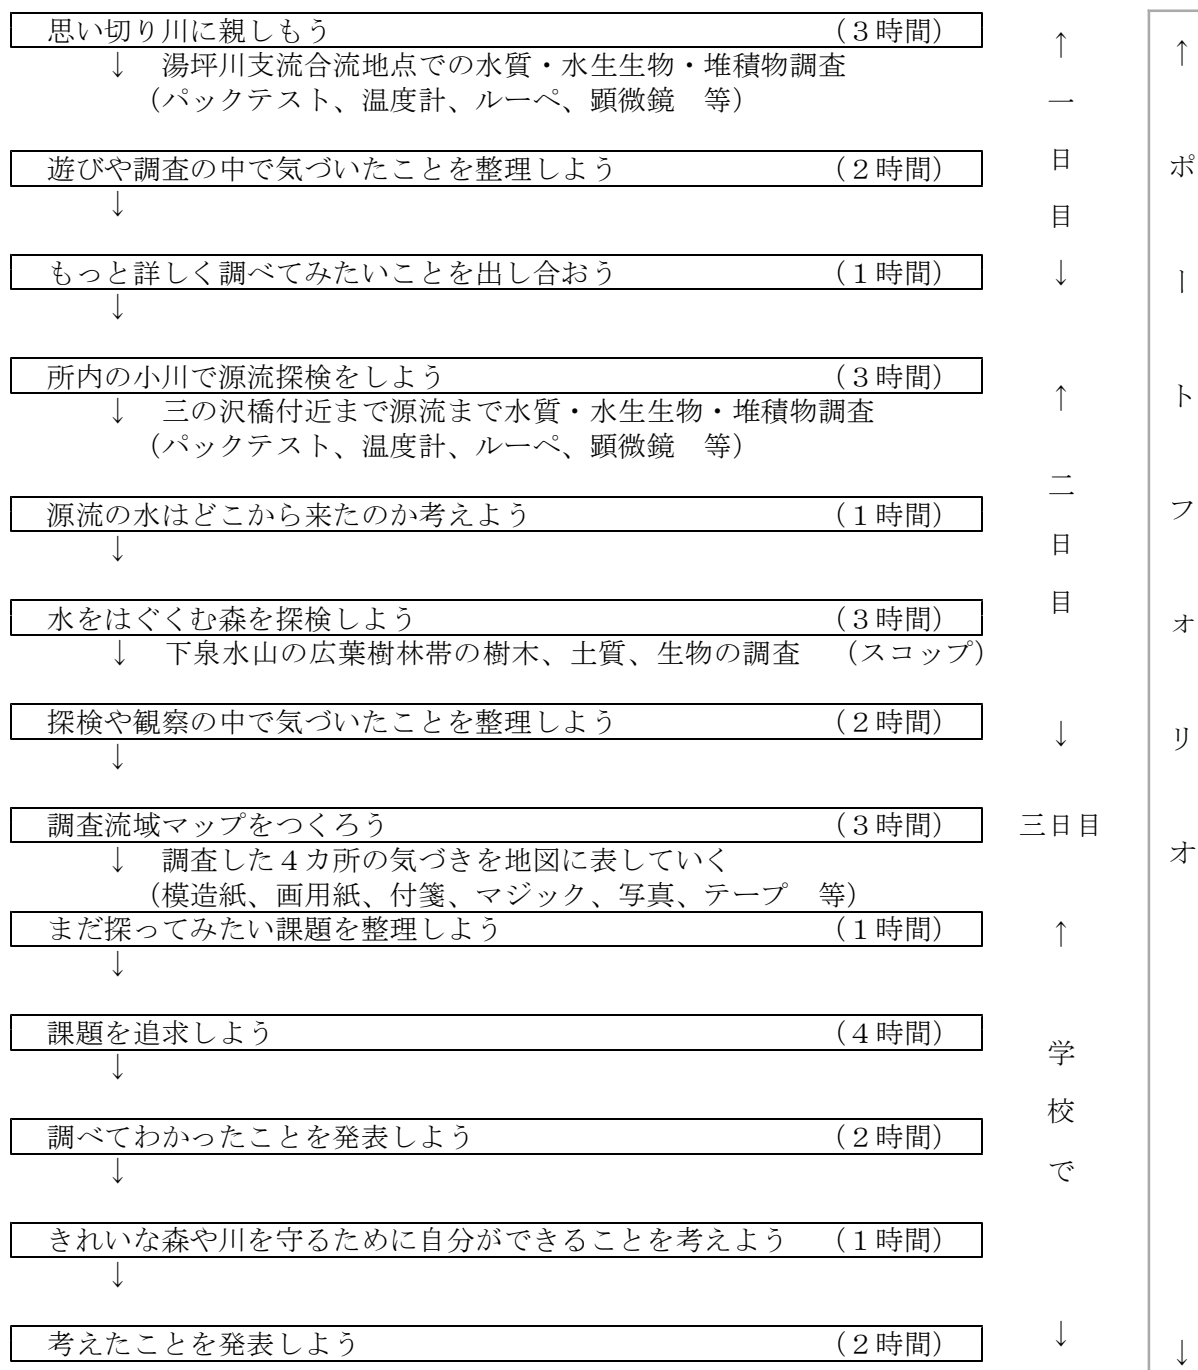 思い切り川に親しもう (3時間)
↓ 湯坪川支流合流地点での水質・水生生物・堆積物調査
(パックテスト、温度計、ルーペ、顕微鏡 等)
遊びや調査の中で気づいたことを整理しよう (2時間)
↓
もっと詳しく調べてみたいことを出し合おう (1時間)
↓
所内の小川で源流探検をしよう (3時間)
↓ 三の沢橋付近まで源流まで水質・水生生物・堆積物調査
(パックテスト、温度計、ルーペ、顕微鏡 等)
源流の水はどこから来たのか考えよう (1時間)
↓
水をはぐくむ森を探検しよう (3時間)
↓ 下泉水山の広葉樹林帯の樹木、土質、生物の調査 (スコップ)
探検や観察の中で気づいたことを整理しよう (2時間)
↓
調査流域マップをつくろう (3時間)
↓ 調査した4カ所の気づきを地図に表していく
(模造紙、画用紙、付箋、マジック、写真、テープ 等)
まだ探ってみたい課題を整理しよう (1時間)
↓
課題を追求しよう (4時間)
↓
調べてわかったことを発表しよう (2時間)
↓
きれいな森や川を守るために自分ができることを考えよう (1時間)
↓
考えたことを発表しよう (2時間)
↑一日目↓
↑二日目↓
三日目
↑学校で↓
↑ポートフォリオ↓